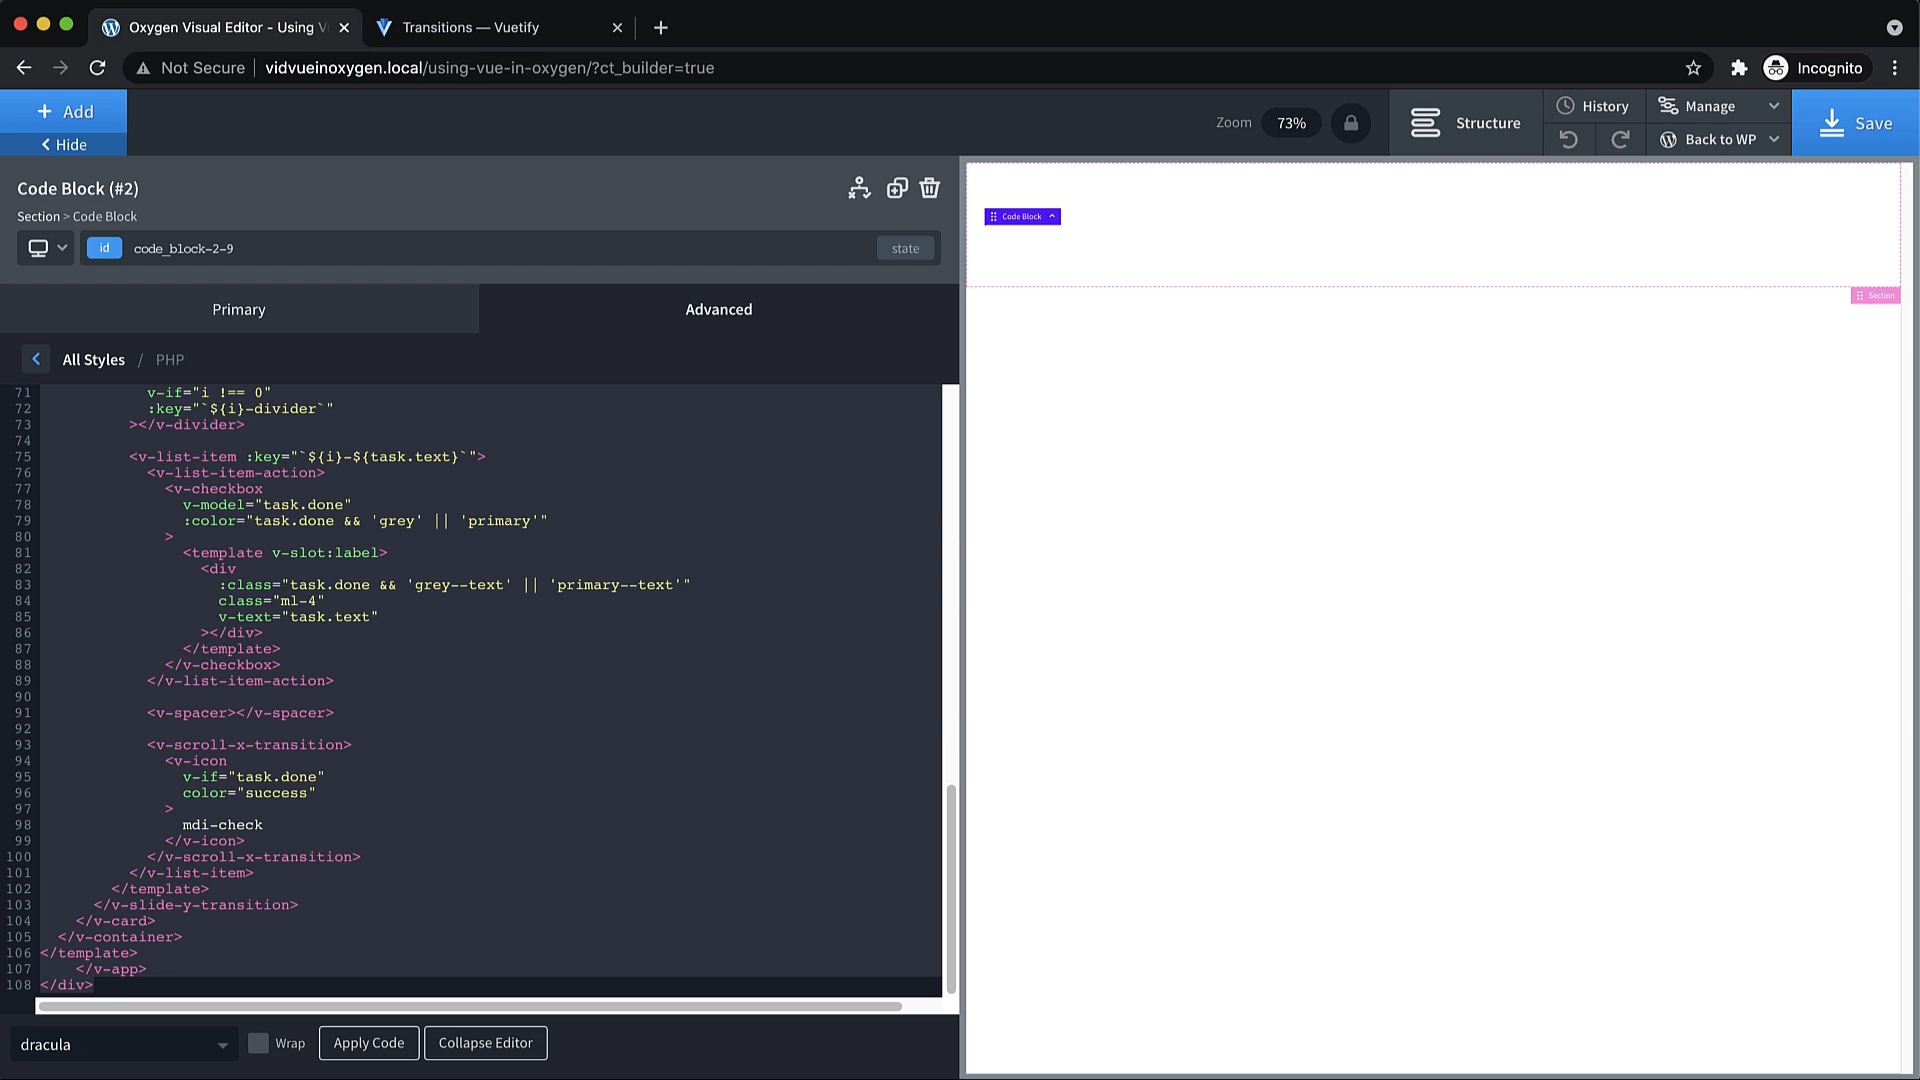 Oxygen Visual Editor - Using V
Transitions — Vuetify
Not Secure
vidvueinoxygen.local/using-vue-in-oxygen/?ct_builder=true
Incognito
+ Add
Hide
Zoom
73%
Structure
History
Manage
Back to WP
Save
Code Block (#2)
Section > Code Block
id
code_block-2-9
state
Primary
Advanced
All Styles / PHP
71 v-if="i !== 0"
72 :key="`${i}-divider`"
73 ></v-divider>
74
75 <v-list-item :key="`${i}-${task.text}`">
76 <v-list-item-action>
77 <v-checkbox
78 v-model="task.done"
79 :color="task.done && 'grey' || 'primary'"
80 >
81 <template v-slot:label>
82 <div
83 :class="task.done && 'grey--text' || 'primary--text'"
84 class="ml-4"
85 v-text="task.text"
86 ></div>
87 </template>
88 </v-checkbox>
89 </v-list-item-action>
90
91 <v-spacer></v-spacer>
92
93 <v-scroll-x-transition>
94 <v-icon
95 v-if="task.done"
96 color="success"
97 >
98 mdi-check
99 </v-icon>
100 </v-scroll-x-transition>
101 </v-list-item>
102 </template>
103 </v-slide-y-transition>
104 </v-card>
105 </v-container>
106 </template>
107 </v-app>
108 </div>
dracula
Wrap
Apply Code
Collapse Editor
Code Block
Section